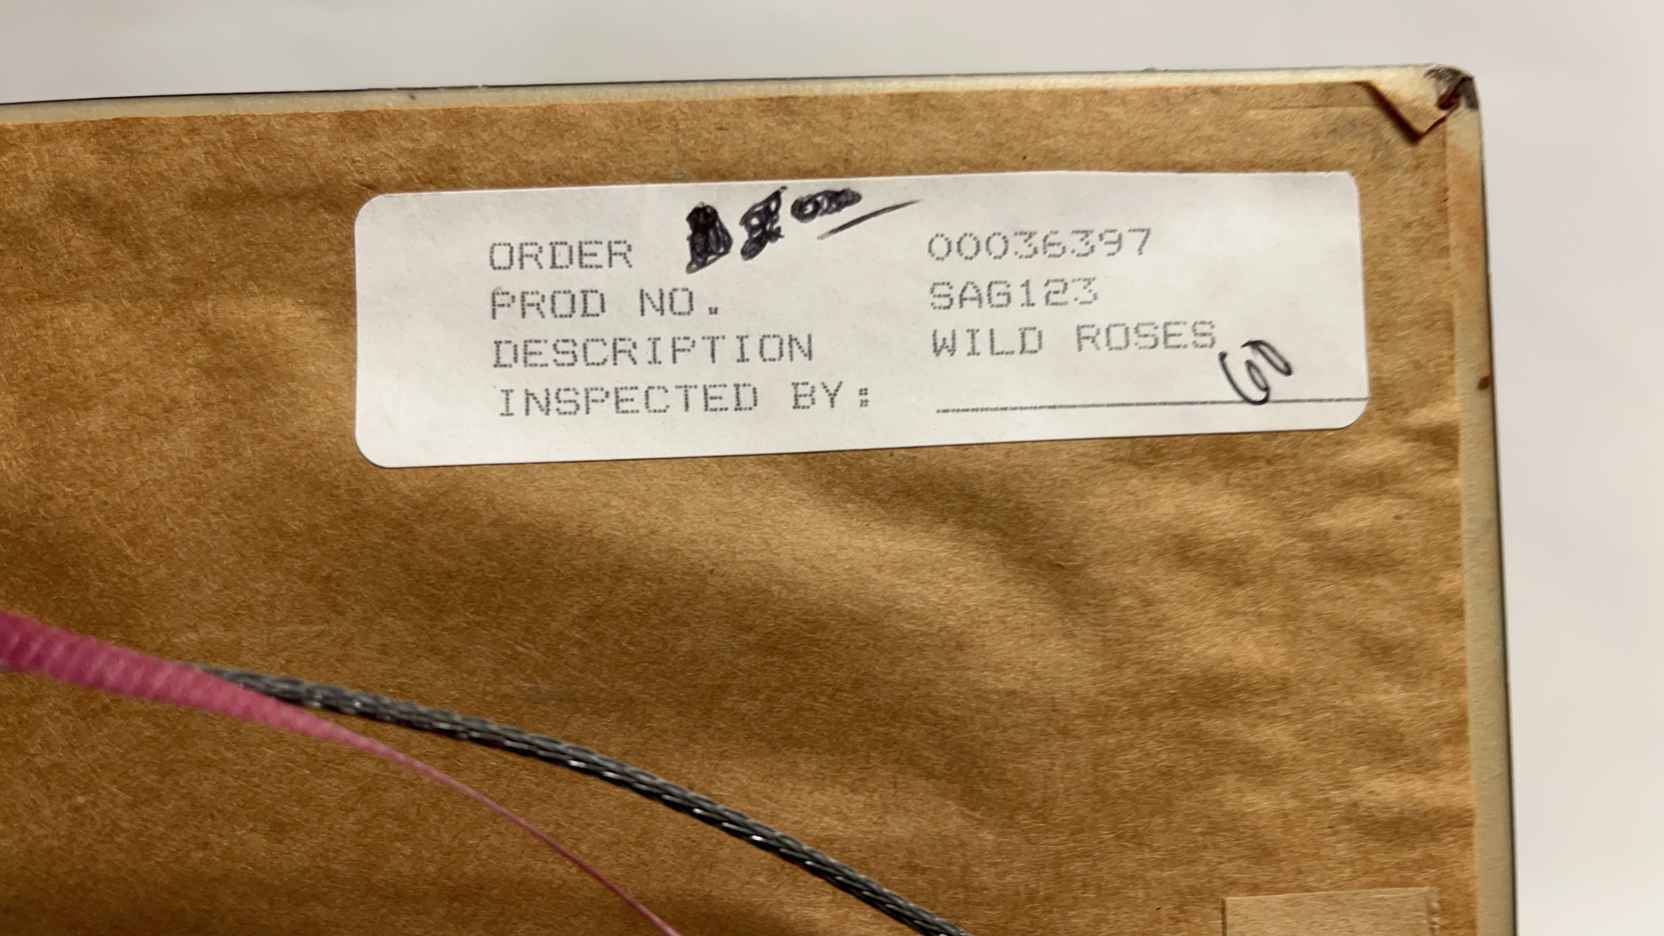 ORDER 00036397
PROD NO. SAG123
DESCRIPTION WILD ROSES
INSPECTED BY: